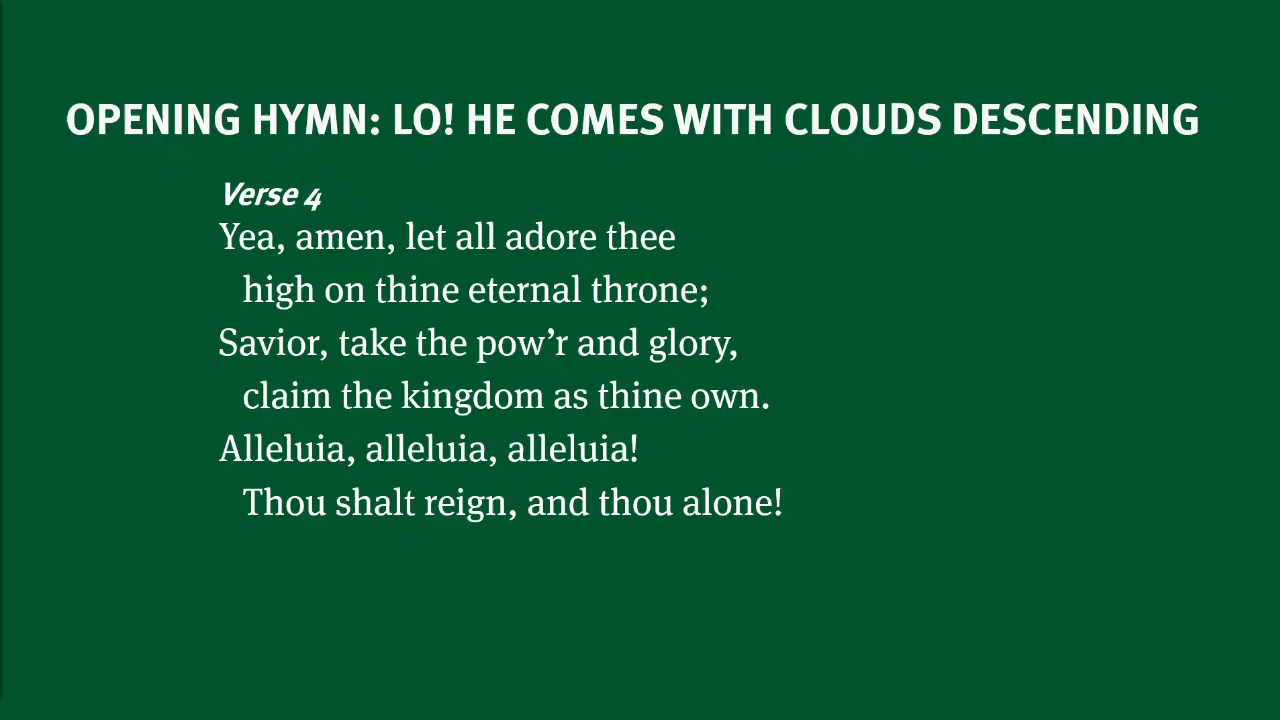 OPENING HYMN: LO! HE COMES WITH CLOUDS DESCENDING
Verse 4
Yea, amen, let all adore thee
high on thine eternal throne;
Savior, take the pow’r and glory,
claim the kingdom as thine own.
Alleluia, alleluia, alleluia!
Thou shalt reign, and thou alone!